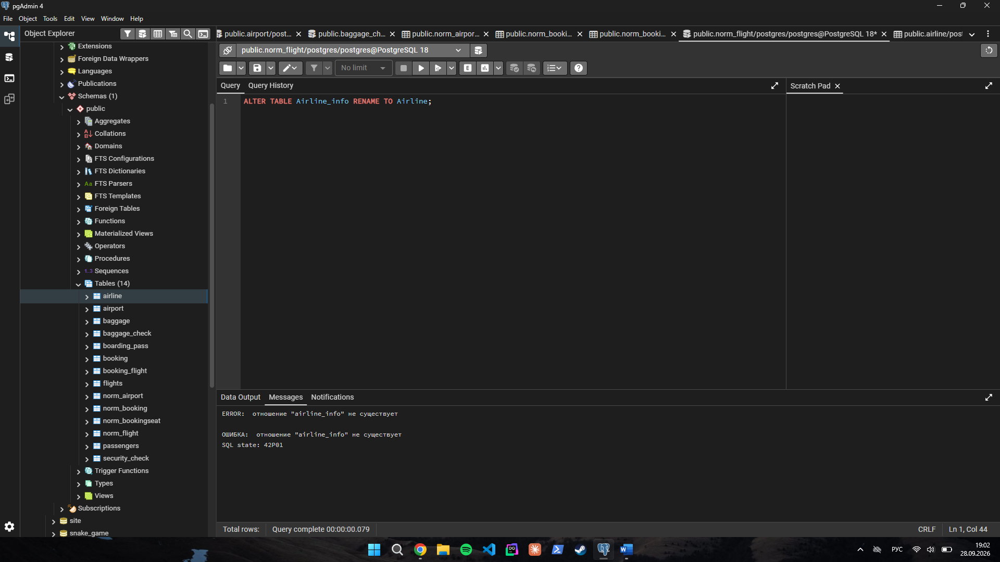 pgAdmin 4
File Object Tools Edit View Window Help
Object Explorer
public.airport/post...
public.baggage_ch...
public.norm_airpor...
public.norm_booki...
public.norm_booki...
public.norm_flight/postgres/postgres@PostgreSQL 18*
public.airline/post
public.norm_flight/postgres/postgres@PostgreSQL 18
No limit
E
Query Query History
Scratch Pad
1 ALTER TABLE Airline_info RENAME TO Airline;
Extensions
Foreign Data Wrappers
Languages
Publications
Schemas (1)
public
Aggregates
Collations
Domains
FTS Configurations
FTS Dictionaries
Aa FTS Parsers
FTS Templates
Foreign Tables
Functions
Materialized Views
Operators
Procedures
1..3 Sequences
Tables (14)
airline
airport
baggage
baggage_check
boarding_pass
booking
booking_flight
flights
norm_airport
norm_booking
norm_bookingseat
norm_flight
passengers
security_check
Trigger Functions
Types
Views
Subscriptions
site
snake_game
Data Output Messages Notifications
ERROR: отношение "airline_info" не существует
ОШИБКА: отношение "airline_info" не существует
SQL state: 42P01
Total rows: Query complete 00:00:00.079
CRLF Ln 1, Col 44
DG
РУС
19:02
28.09.2026